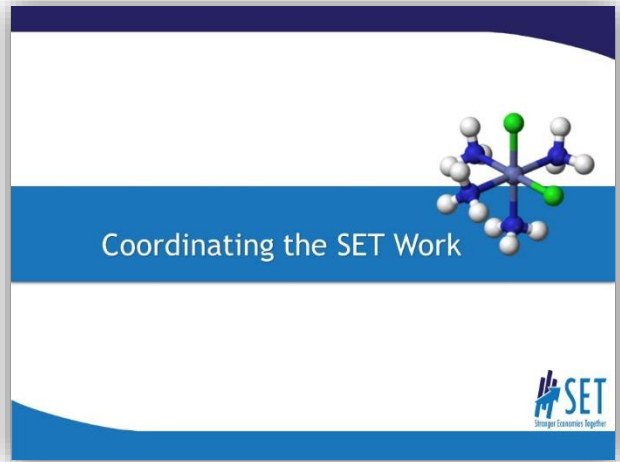 Coordinating the SET Work
SET
Stronger Economies Together